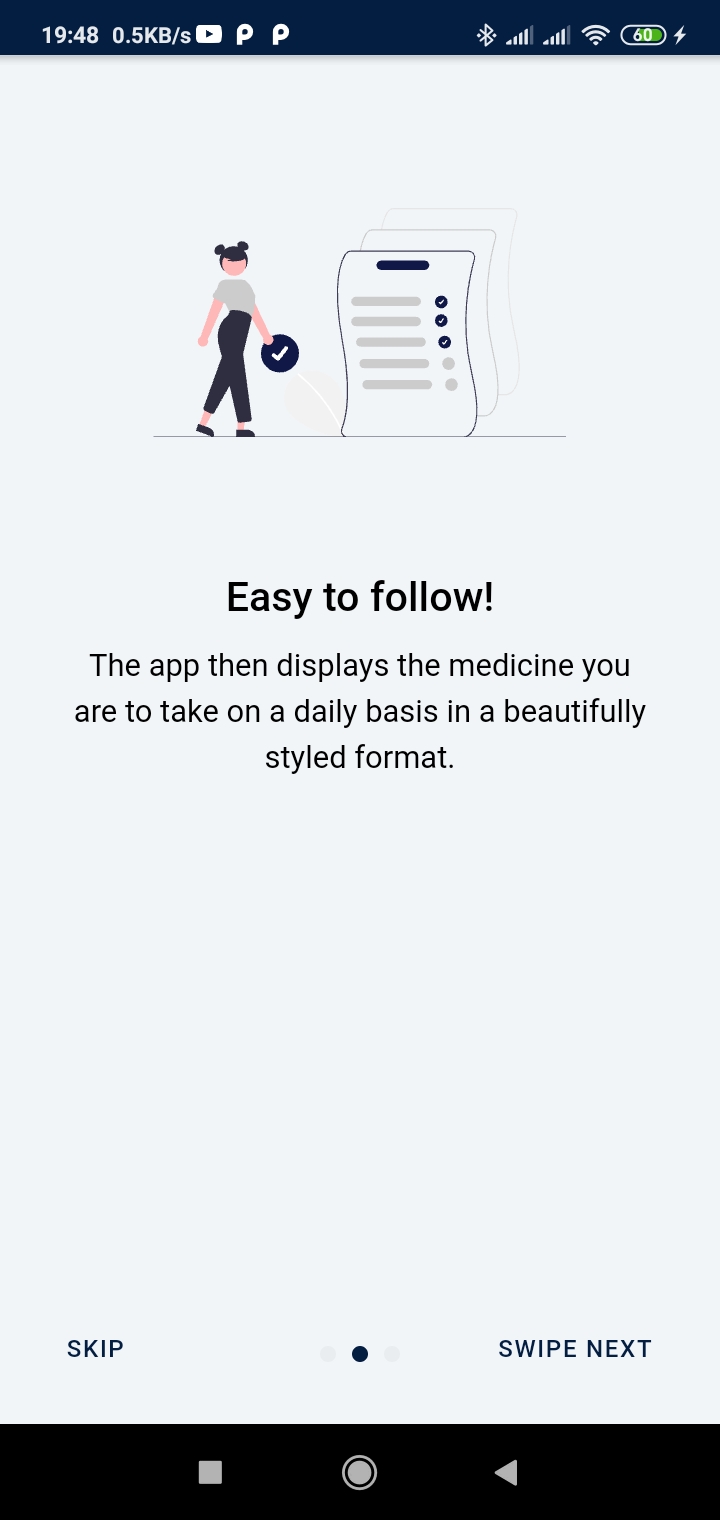 19:48 0.5KB/s 60
Easy to follow!
The app then displays the medicine you
are to take on a daily basis in a beautifully
styled format.
SKIP
SWIPE NEXT